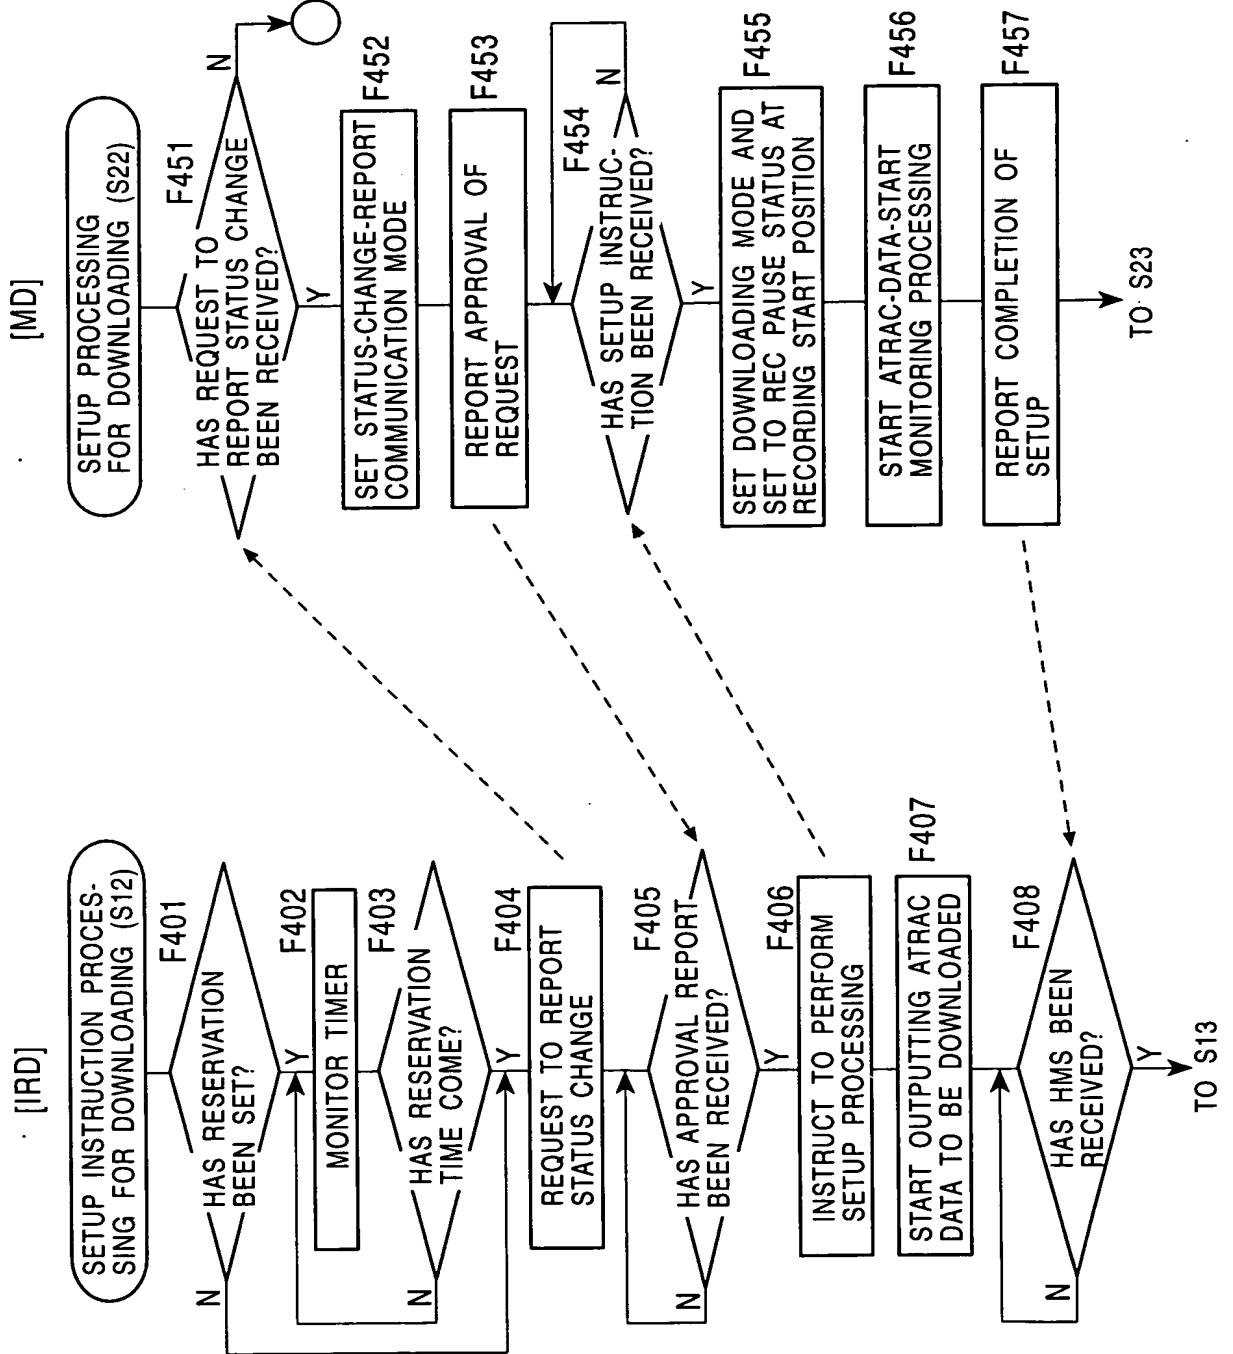 [IRD]
SETUP INSTRUCTION PROCES-
SING FOR DOWNLOADING (S12)
F401
HAS RESERVATION
BEEN SET?
N
Y
F402
MONITOR TIMER
F403
HAS RESERVATION
TIME COME?
N
Y
F404
REQUEST TO REPORT
STATUS CHANGE
F405
HAS APPROVAL REPORT
BEEN RECEIVED?
N
Y
F406
INSTRUCT TO PERFORM
SETUP PROCESSING
F407
START OUTPUTTING ATRAC
DATA TO BE DOWNLOADED
F408
HAS HMS BEEN
RECEIVED?
N
Y
TO S13
[MD]
SETUP PROCESSING
FOR DOWNLOADING (S22)
F451
HAS REQUEST TO
REPORT STATUS CHANGE
BEEN RECEIVED?
N
Y
F452
SET STATUS-CHANGE-REPORT
COMMUNICATION MODE
F453
REPORT APPROVAL OF
REQUEST
F454
HAS SETUP INSTRUC-
TION BEEN RECEIVED?
N
Y
F455
SET DOWNLOADING MODE AND
SET TO REC PAUSE STATUS AT
RECORDING START POSITION
F456
START ATRAC-DATA-START
MONITORING PROCESSING
F457
REPORT COMPLETION OF
SETUP
TO S23